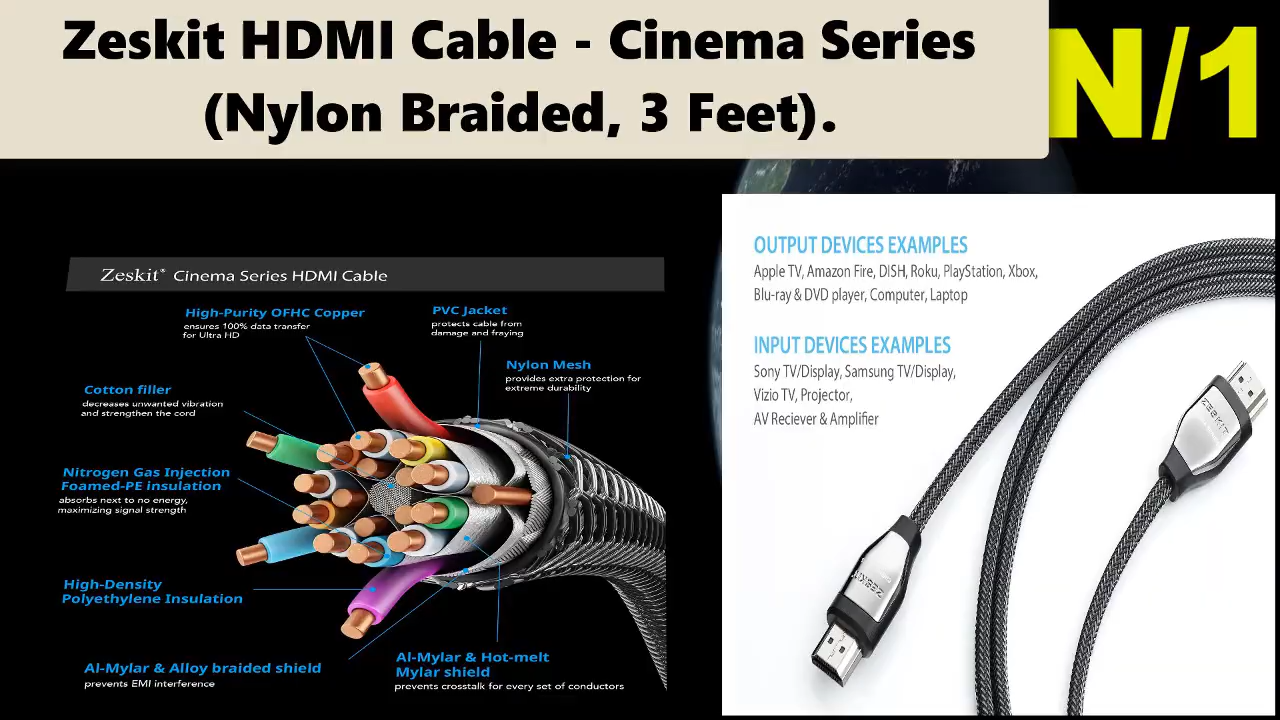 Zeskit HDMI Cable - Cinema Series
(Nylon Braided, 3 Feet).
N/1
Zeskit® Cinema Series HDMI Cable
High-Purity OFHC Copper
ensures 100% data transfer
for Ultra HD
PVC Jacket
protects cable from
damage and fraying
Nylon Mesh
provides extra protection for
extreme durability
Cotton filler
decreases unwanted vibration
and strengthen the cord
Nitrogen Gas Injection
Foamed-PE insulation
absorbs next to no energy,
maximizing signal strength
High-Density
Polyethylene Insulation
Al-Mylar & Alloy braided shield
prevents EMI interference
Al-Mylar & Hot-melt
Mylar shield
prevents crosstalk for every set of conductors
OUTPUT DEVICES EXAMPLES
Apple TV, Amazon Fire, DISH, Roku, PlayStation, Xbox,
Blu-ray & DVD player, Computer, Laptop
INPUT DEVICES EXAMPLES
Sony TV/Display, Samsung TV/Display,
Vizio TV, Projector,
AV Reciever & Amplifier
ZESKIT
ZESKIT